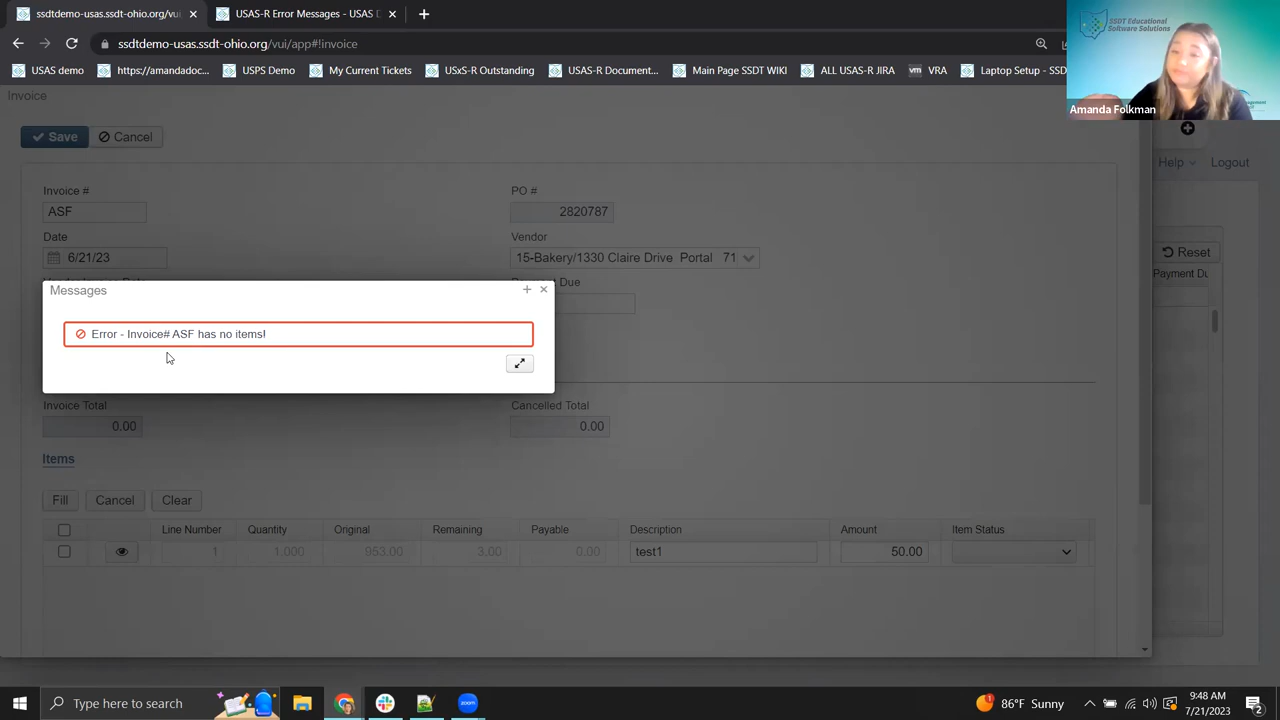 ssdtdemo-usas.ssdt-ohio.org/vui
USAS-R Error Messages - USAS D
ssdtdemo-usas.ssdt-ohio.org/vui/app#!invoice
USAS demo
https://amandadoc...
USPS Demo
My Current Tickets
USxS-R Outstanding
USAS-R Document...
Main Page SSDT WIKI
ALL USAS-R JIRA
vm VRA
Laptop Setup - SSD
SSDT Educational
Software Solutions
Amanda Folkman
Invoice
Save
Cancel
Help
Logout
Invoice #
PO #
ASF
2820787
Date
Vendor
6/21/23
15-Bakery/1330 Claire Drive Portal 71
Reset
Payment Du
Messages
Error - Invoice# ASF has no items!
Due
Invoice Total
Cancelled Total
0.00
0.00
Items
Fill
Cancel
Clear
Line Number
Quantity
Original
Remaining
Payable
Description
Amount
Item Status
1
1.000
953.00
3.00
0.00
test1
50.00
Type here to search
zoom
1
86°F Sunny
9:48 AM
7/21/2023
2